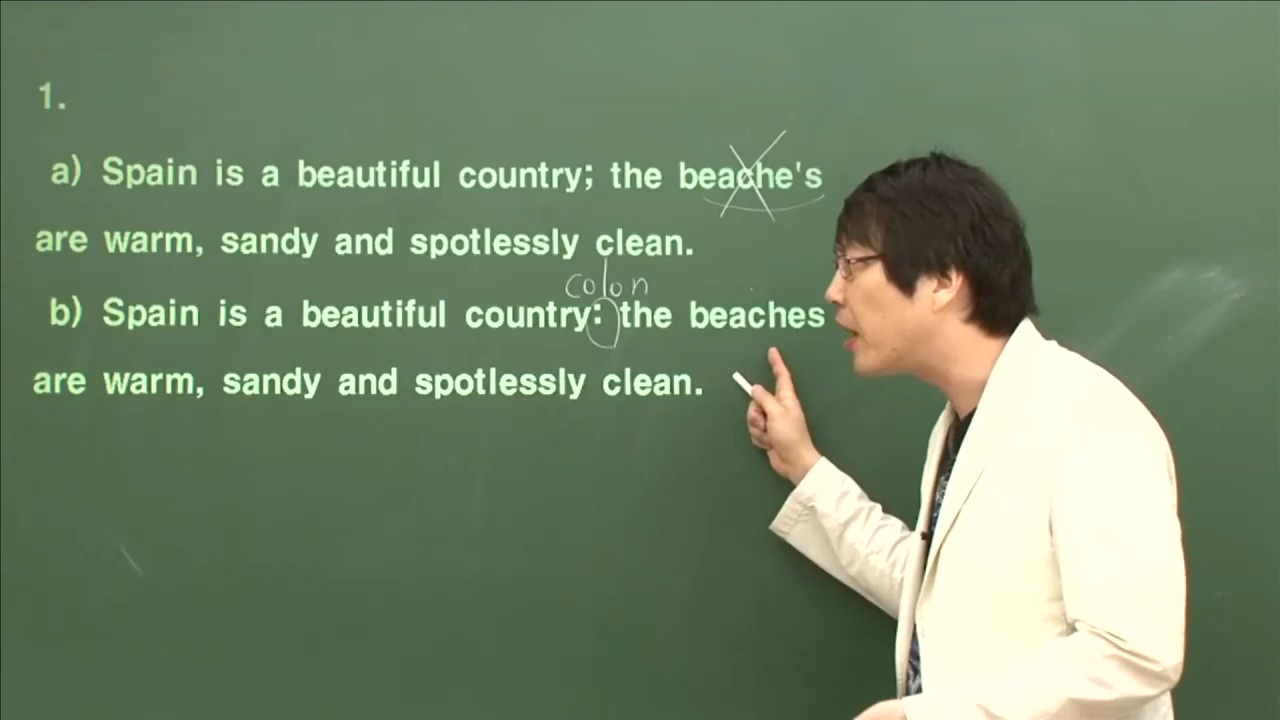 1.
a) Spain is a beautiful country; the beache's
are warm, sandy and spotlessly clean.
colon
b) Spain is a beautiful country: the beaches
are warm, sandy and spotlessly clean.